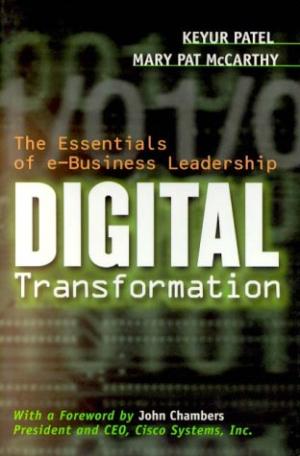 KEYUR PATEL
MARY PAT McCARTHY
The Essentials
of e-Business Leadership
DIGITAL
Transformation
With a Foreword by John Chambers
President and CEO, Cisco Systems, Inc.